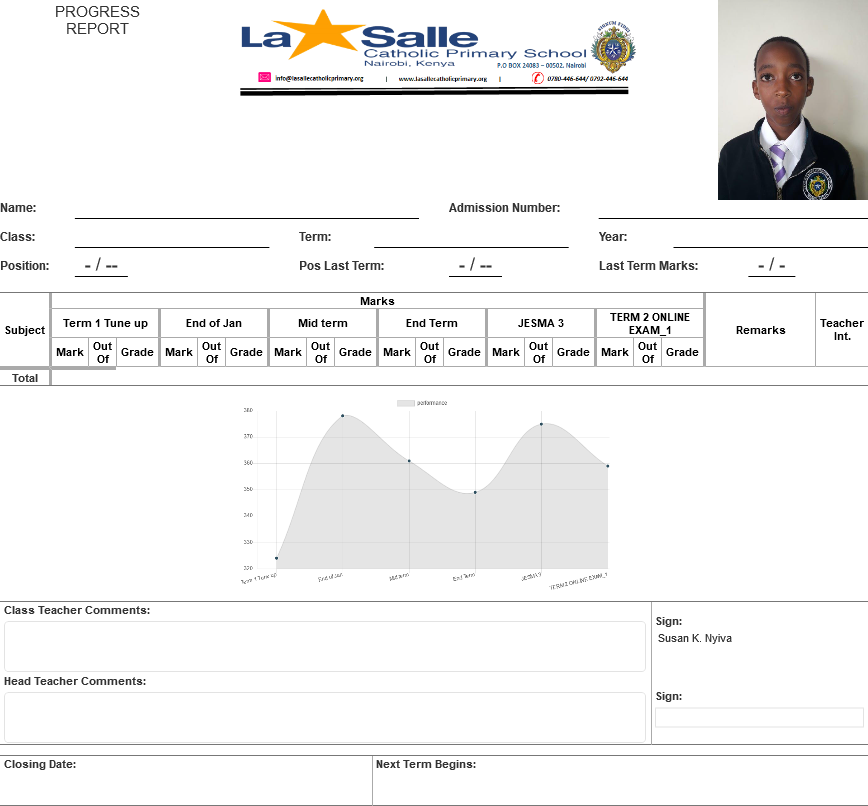 PROGRESS
REPORT
La Salle
Catholic Primary School
Nairobi, Kenya
P.O BOX 24083 – 00502, Nairobi
info@lasallecatholicprimary.org | www.lasallecatholicprimary.org | 0780-446-644/ 0792-446-644
Name: Admission Number:
Class: Term: Year:
Position: - / -- Pos Last Term: - / -- Last Term Marks: - / -
Marks
Subject Term 1 Tune up End of Jan Mid term End Term JESMA 3 TERM 2 ONLINE EXAM_1 Remarks Teacher Int.
Mark Out Of Grade Mark Out Of Grade Mark Out Of Grade Mark Out Of Grade Mark Out Of Grade Mark Out Of Grade
Total
performance
380
370
360
350
340
330
320
Term 1 Tune up End of Jan Mid term End Term JESMA 3 TERM 2 ONLINE EXAM_1
Class Teacher Comments:
Sign:
Susan K. Nyiva
Head Teacher Comments:
Sign:
Closing Date: Next Term Begins: